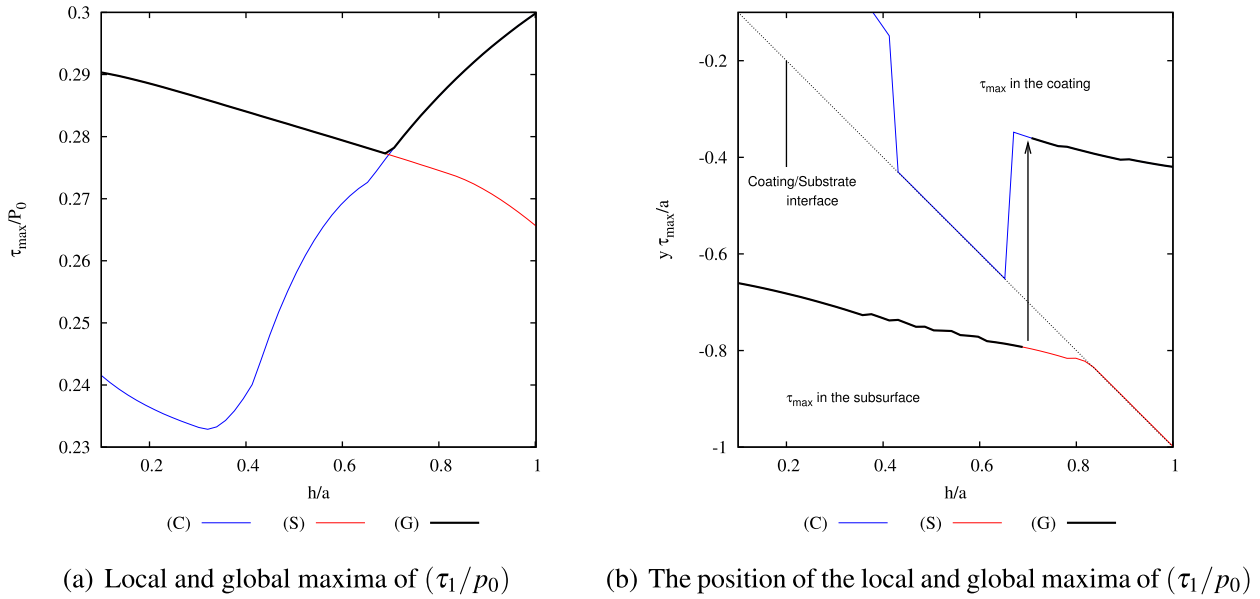 0.3
0.29
0.28
0.27
0.26
0.25
0.24
0.23
τmax/P0
0.2 0.4 0.6 0.8 1
h/a
(C) (S) (G)
(a) Local and global maxima of (τ1/p0)
-0.2
-0.4
-0.6
-0.8
-1
y τmax/a
τmax in the coating
Coating/Substrate
interface
τmax in the subsurface
0.2 0.4 0.6 0.8 1
h/a
(C) (S) (G)
(b) The position of the local and global maxima of (τ1/p0)